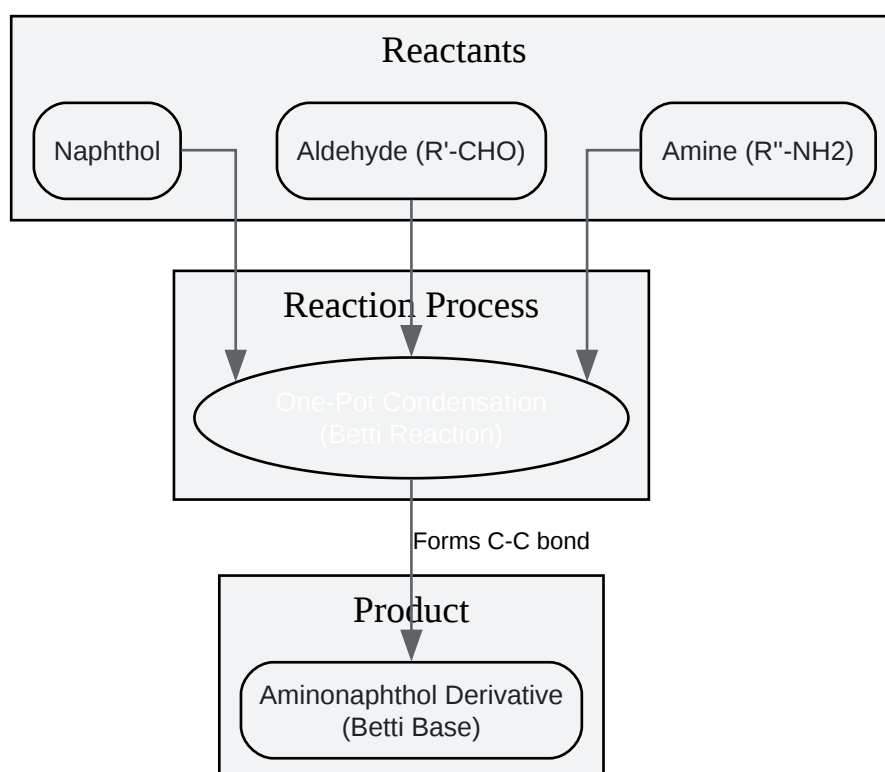 Reactants
Naphthol
Aldehyde (R'-CHO)
Amine (R''-NH2)
Reaction Process
One-Pot Condensation
(Betti Reaction)
Forms C-C bond
Product
Aminonaphthol Derivative
(Betti Base)